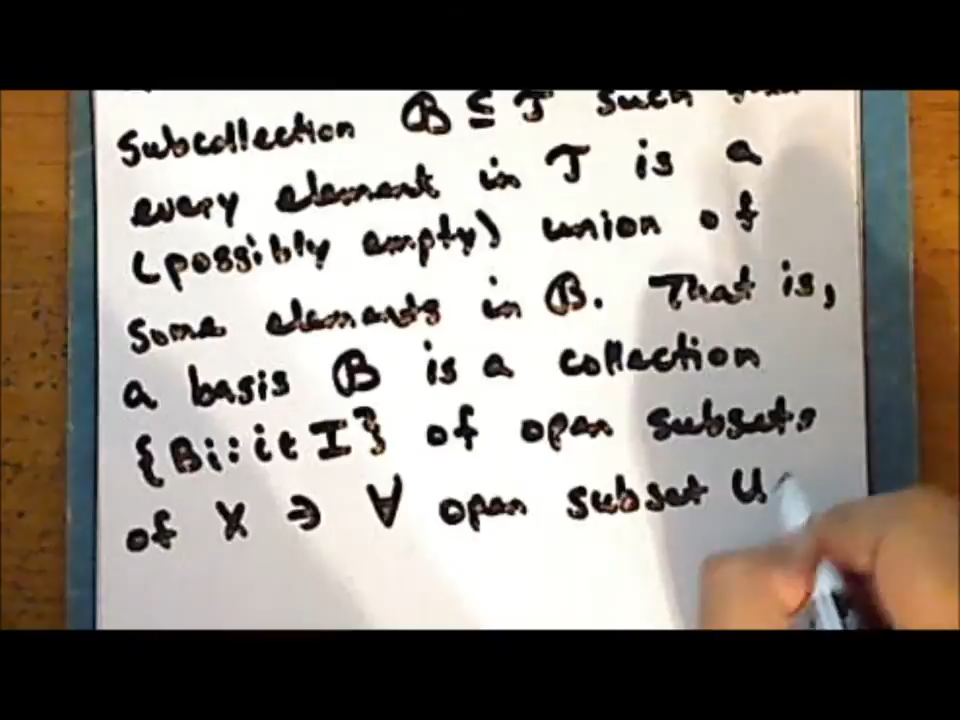 Subcollection ℬ ⊆ 𝒯 such
every element in 𝒯 is a
(possibly empty) union of
some elements in ℬ. That is,
a basis ℬ is a collection
{Bi : i ∈ I} of open subsets
of X ∋ ∀ open subset U